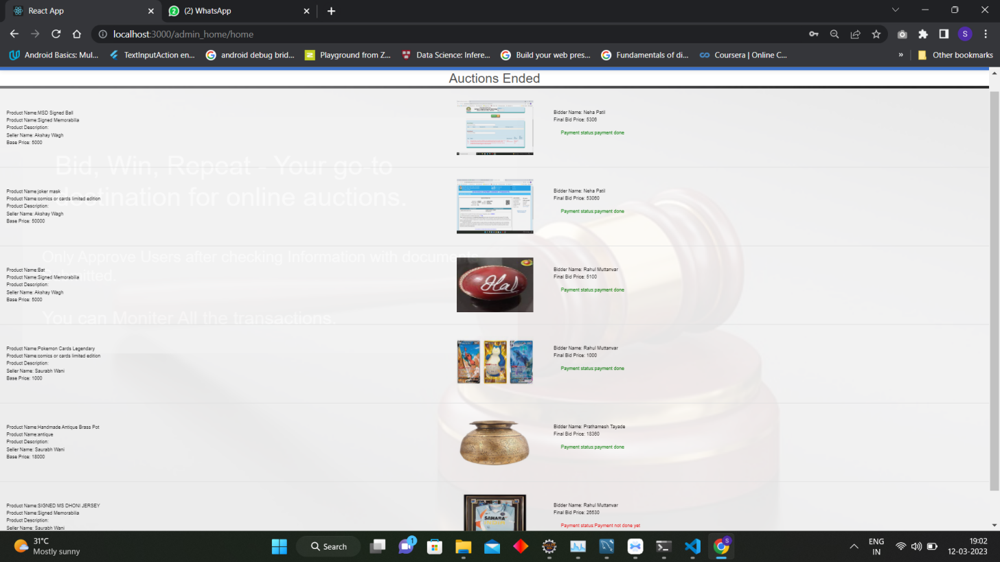 React App
(2) WhatsApp
localhost:3000/admin_home/home
S
Android Basics: Mul...
TextInputAction en...
android debug brid...
Playground from Z...
Data Science: Infere...
Build your web pres...
Fundamentals of di...
Coursera | Online C...
»
Other bookmarks
Auctions Ended
Bid, Win, Repeat - Your go-to
destination for online auctions.
Only Approve Users after checking Information with documents
You can Moniter All the transactions.
Product Name:MSD Signed Ball
Product Name:Signed Memorabilia
Product Description:
Seller Name: Akshay Wagh
Base Price: 5000
Bidder Name: Neha Patil
Final Bid Price: 5306
Payment status:payment done
Product Name:joker mask
Product Name:comics or cards limited edition
Product Description:
Seller Name: Akshay Wagh
Base Price: 50000
Bidder Name: Neha Patil
Final Bid Price: 53060
Payment status:payment done
Product Name:Bat
Product Name:Signed Memorabilia
Product Description:
Seller Name: Akshay Wagh
Base Price: 5000
Bidder Name: Rahul Muttanvar
Final Bid Price: 5100
Payment status:payment done
Product Name:Pokemon Cards Legendary
Product Name:comics or cards limited edition
Product Description:
Seller Name: Saurabh Wani
Base Price: 1000
Bidder Name: Rahul Muttanvar
Final Bid Price: 1000
Payment status:payment done
Product Name:Handmade Antique Brass Pot
Product Name:antique
Product Description:
Seller Name: Saurabh Wani
Base Price: 18000
Bidder Name: Prathamesh Tayade
Final Bid Price: 18360
Payment status:payment done
Product Name:SIGNED MS DHONI JERSEY
Product Name:Signed Memorabilia
Product Description:
Seller Name: Saurabh Wani
SAHARA
Bidder Name: Rahul Muttanvar
Final Bid Price: 26530
Payment status:Payment not done yet
31°C
Mostly sunny
Search
1
S
ENG
IN
19:02
12-03-2023